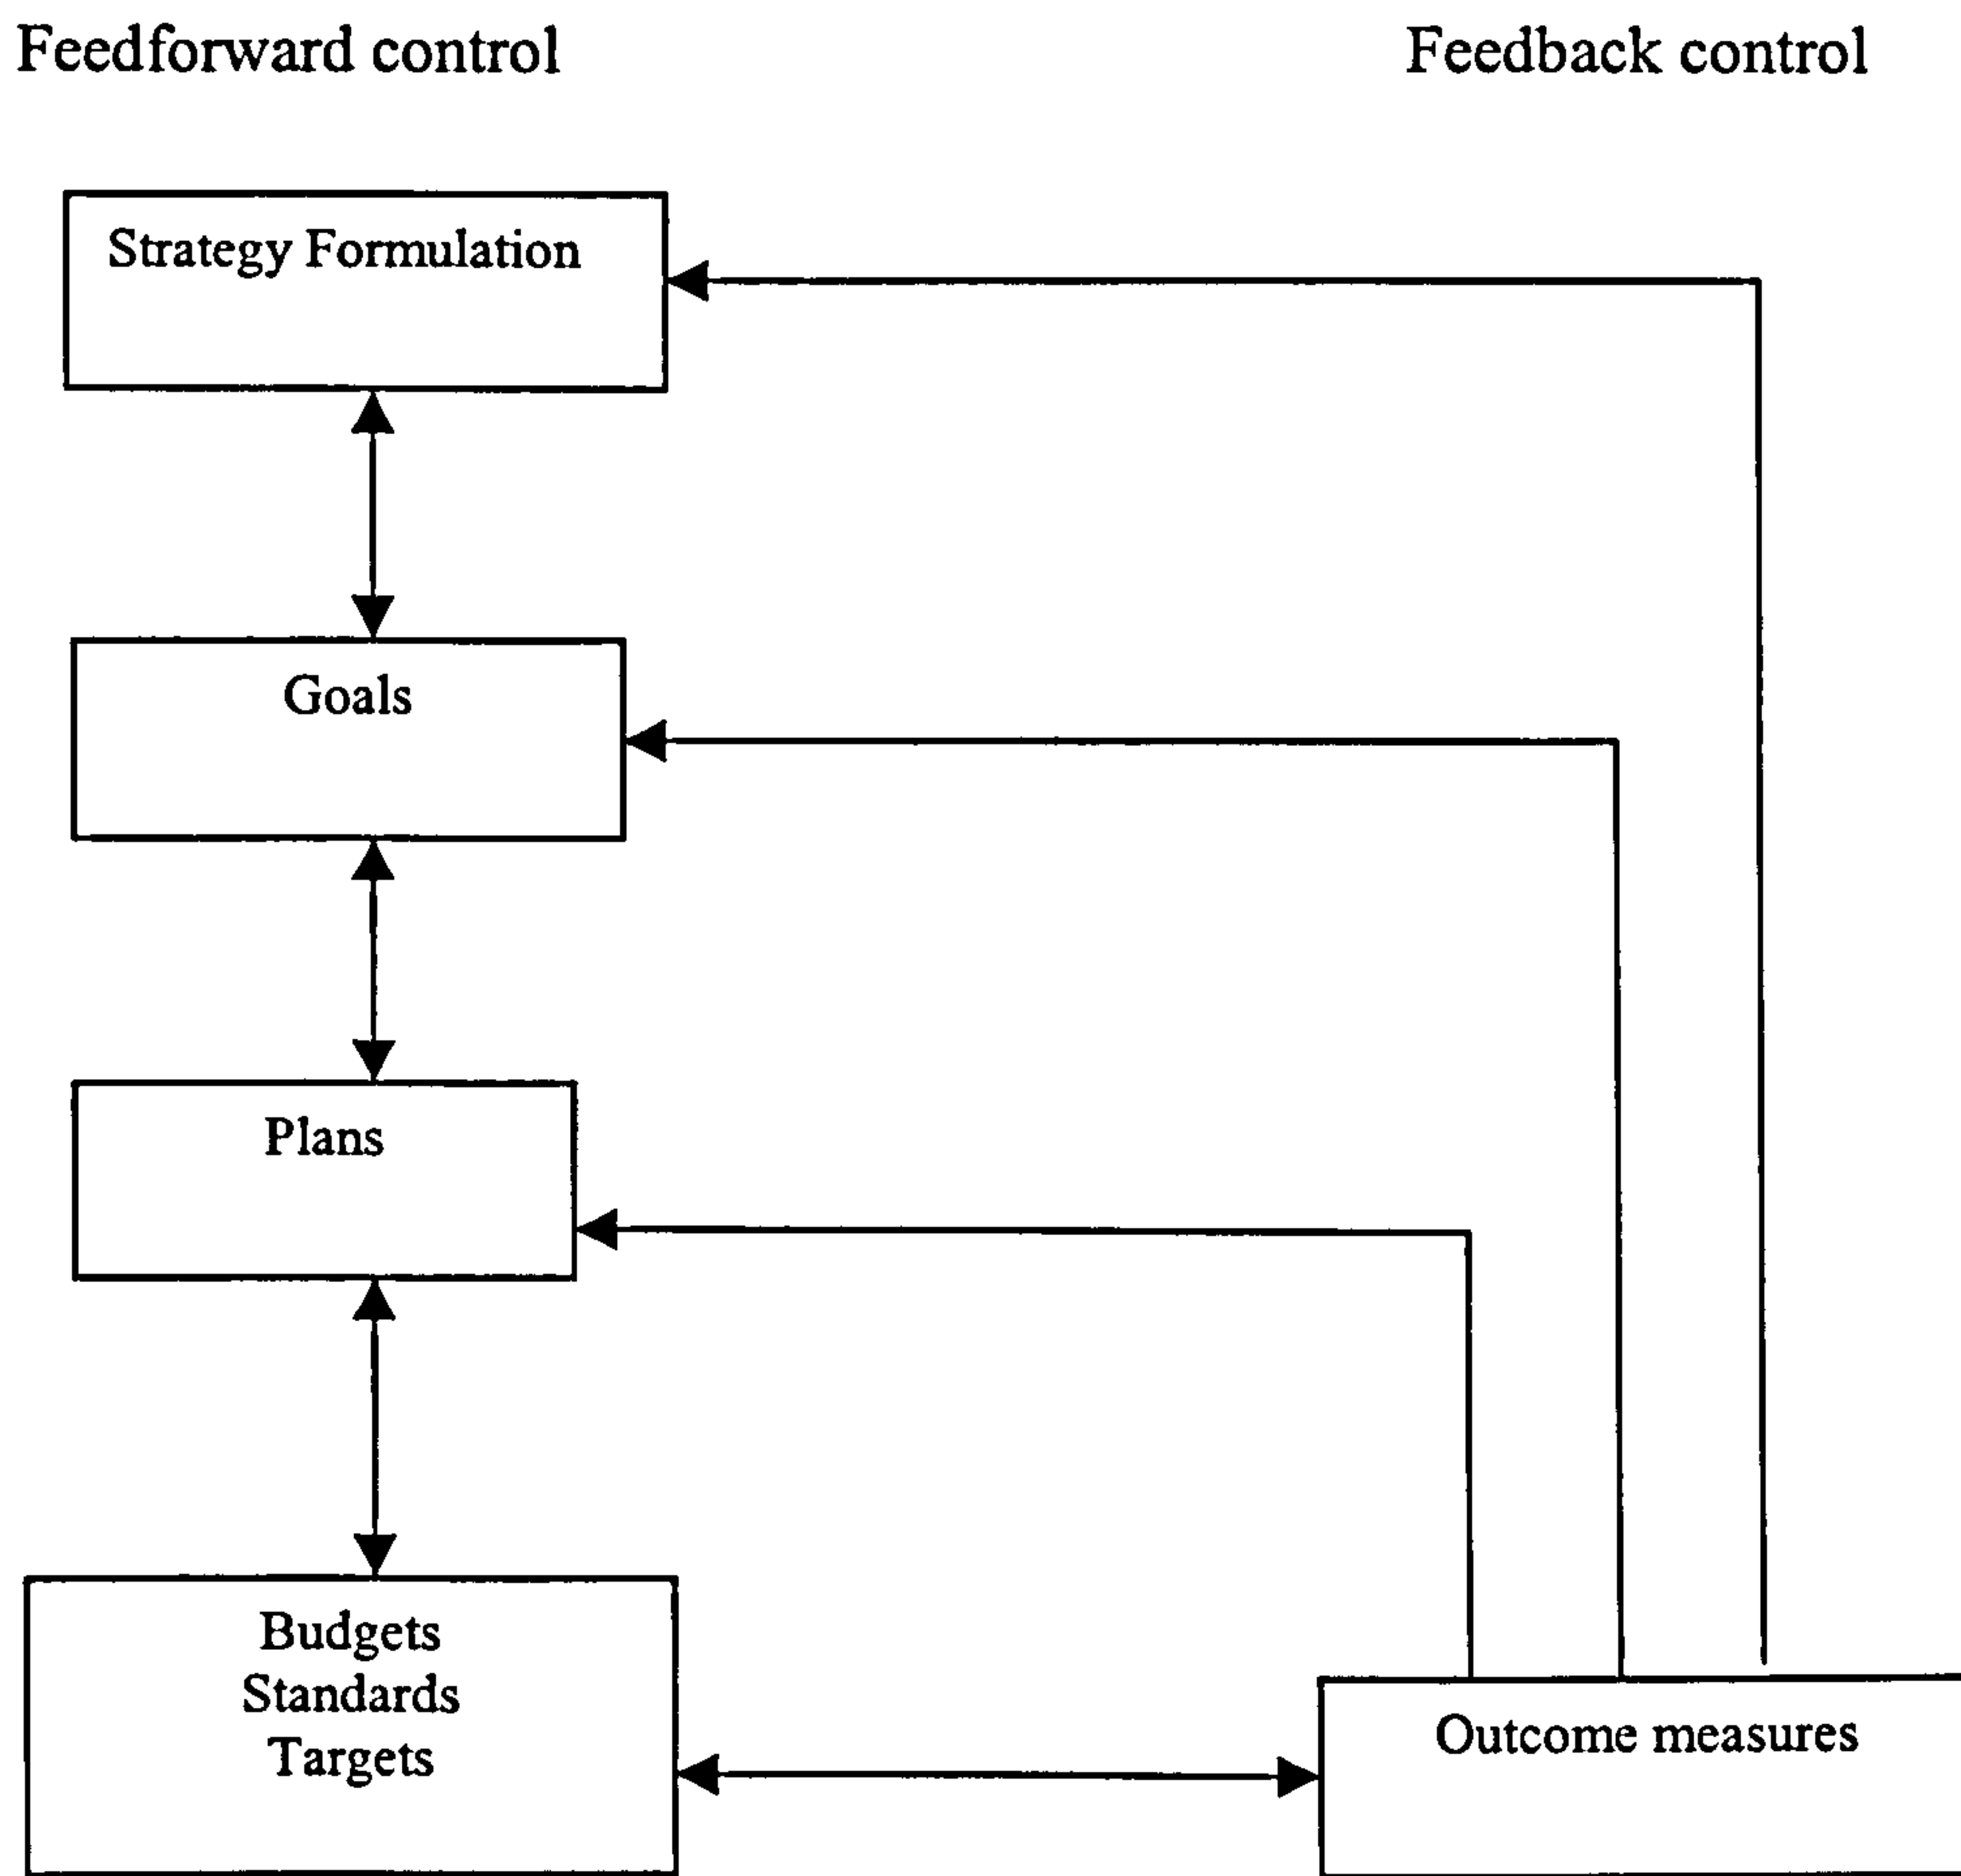 Feedforward control
Feedback control
Strategy Formulation
Goals
Plans
Budgets
Standards
Targets
Outcome measures